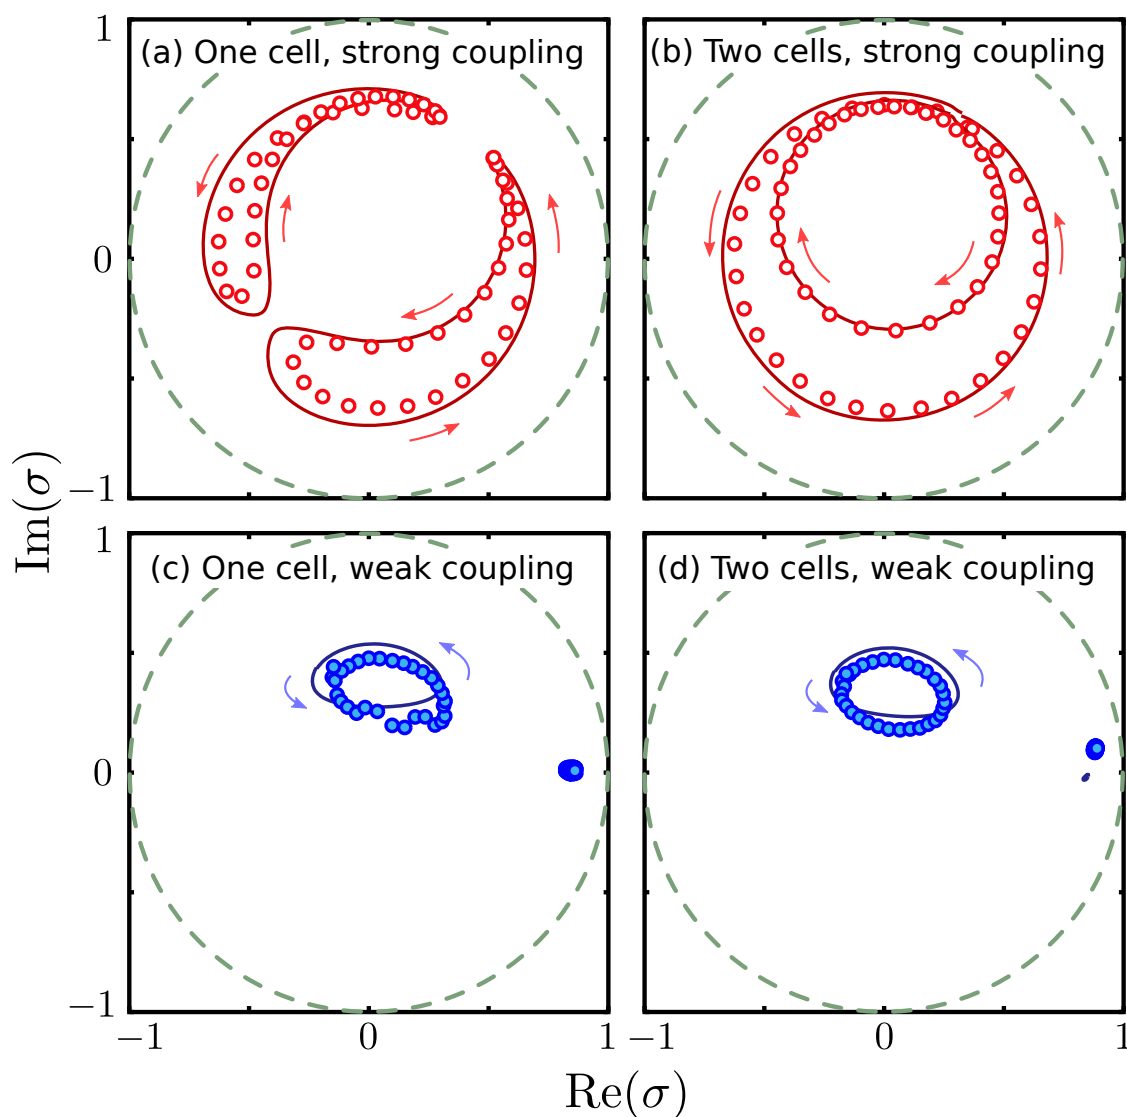 1
(a) One cell, strong coupling
(b) Two cells, strong coupling
0
−1
Im(σ)
1
(c) One cell, weak coupling
(d) Two cells, weak coupling
0
−1
−1 0 1 −1 0 1
Re(σ)